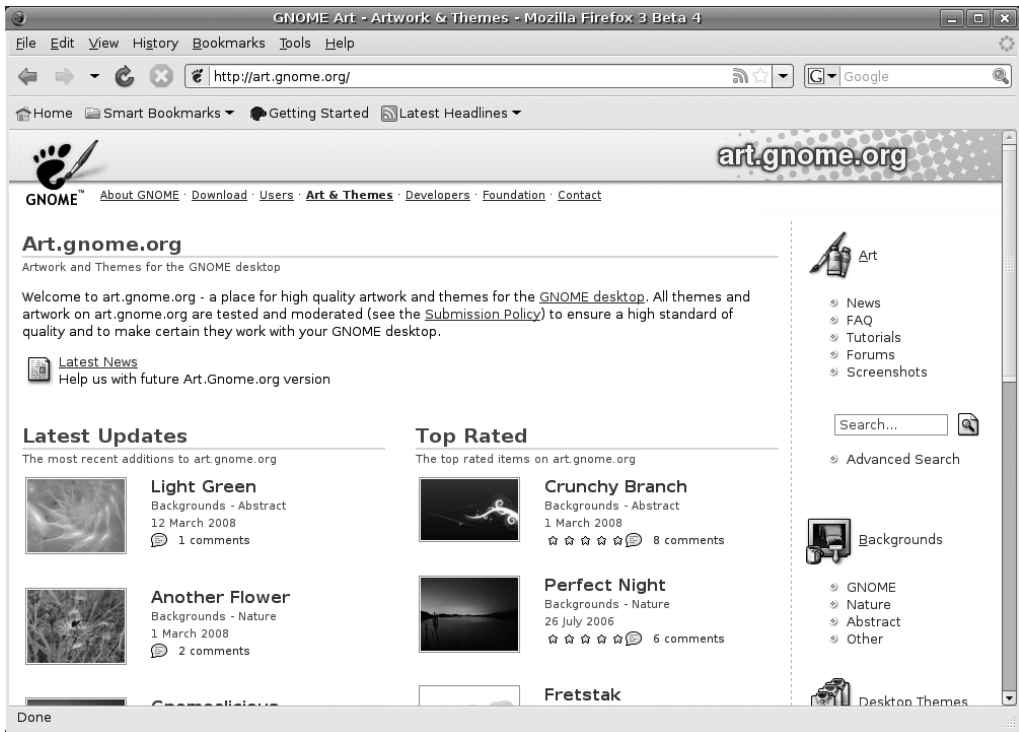 GNOME Art - Artwork & Themes - Mozilla Firefox 3 Beta 4
File Edit View History Bookmarks Tools Help
http://art.gnome.org/
G Google
Home Smart Bookmarks Getting Started Latest Headlines
art.gnome.org
GNOME™
About GNOME · Download · Users · Art & Themes · Developers · Foundation · Contact
Art.gnome.org
Artwork and Themes for the GNOME desktop
Welcome to art.gnome.org - a place for high quality artwork and themes for the GNOME desktop. All themes and
artwork on art.gnome.org are tested and moderated (see the Submission Policy) to ensure a high standard of
quality and to make certain they work with your GNOME desktop.
Latest News
Help us with future Art.Gnome.org version
Latest Updates
The most recent additions to art.gnome.org
Light Green
Backgrounds - Abstract
12 March 2008
1 comments
Another Flower
Backgrounds - Nature
1 March 2008
2 comments
Gnomealicious
Top Rated
The top rated items on art.gnome.org
Crunchy Branch
Backgrounds - Abstract
1 March 2008
8 comments
Perfect Night
Backgrounds - Nature
26 July 2006
6 comments
Fretstak
Art
News
FAQ
Tutorials
Forums
Screenshots
Search...
Advanced Search
Backgrounds
GNOME
Nature
Abstract
Other
Desktop Themes
Done